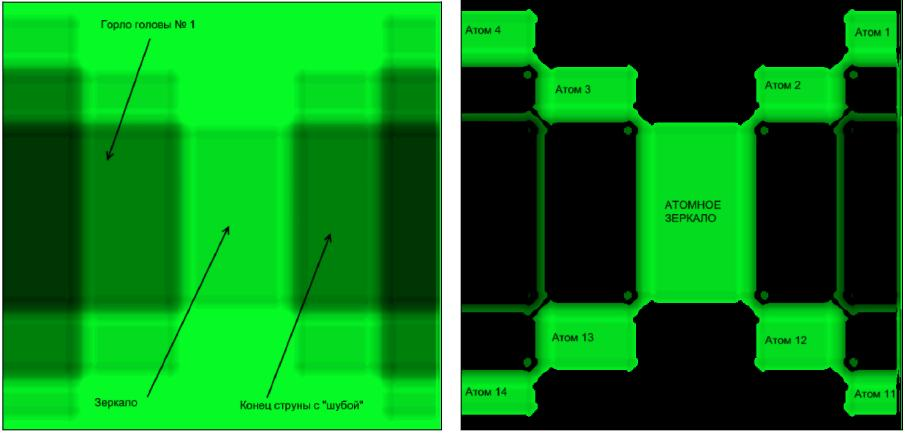 Горло головы № 1
Зеркало
Конец струны с "шубой"
Атом 4
Атом 1
Атом 3
Атом 2
АТОМНОЕ
ЗЕРКАЛО
Атом 13
Атом 12
Атом 14
Атом 11